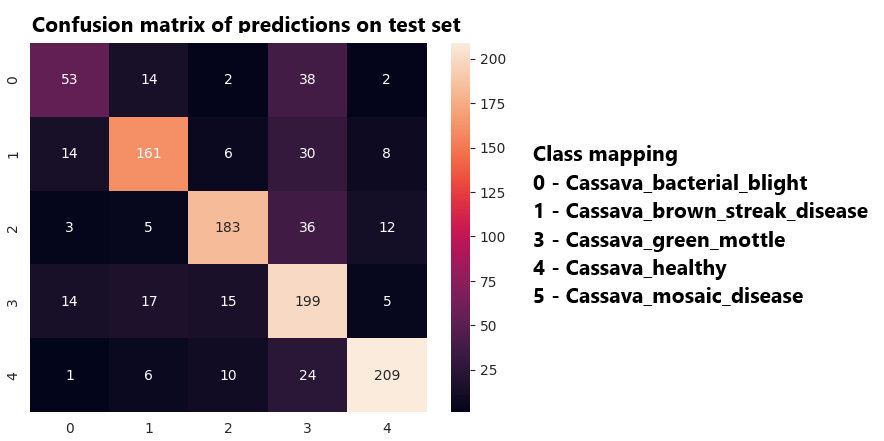 Confusion matrix of predictions on test set
0 53 14 2 38 2
1 14 161 6 30 8
2 3 5 183 36 12
3 14 17 15 199 5
4 1 6 10 24 209
0 1 2 3 4
200
175
150
125
100
75
50
25
Class mapping
0 - Cassava_bacterial_blight
1 - Cassava_brown_streak_disease
3 - Cassava_green_mottle
4 - Cassava_healthy
5 - Cassava_mosaic_disease